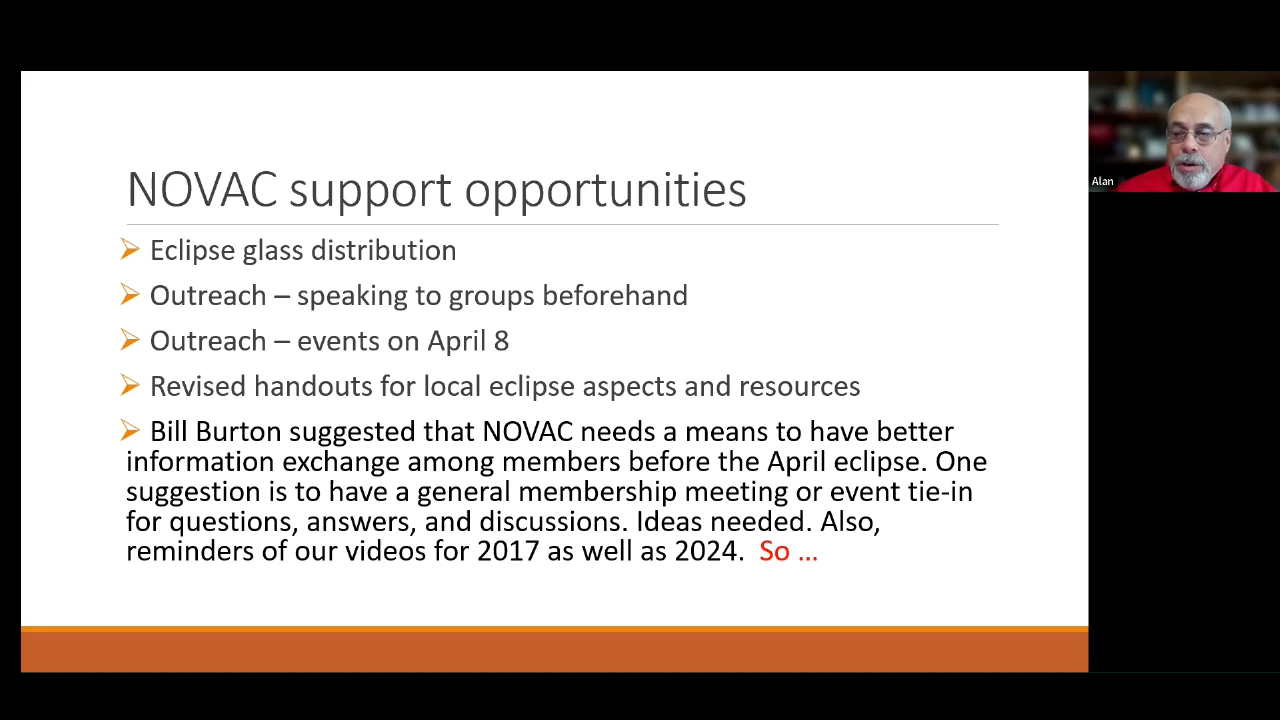 NOVAC support opportunities
Eclipse glass distribution
Outreach – speaking to groups beforehand
Outreach – events on April 8
Revised handouts for local eclipse aspects and resources
Bill Burton suggested that NOVAC needs a means to have better
information exchange among members before the April eclipse. One
suggestion is to have a general membership meeting or event tie-in
for questions, answers, and discussions. Ideas needed. Also,
reminders of our videos for 2017 as well as 2024.  So ...
Alan